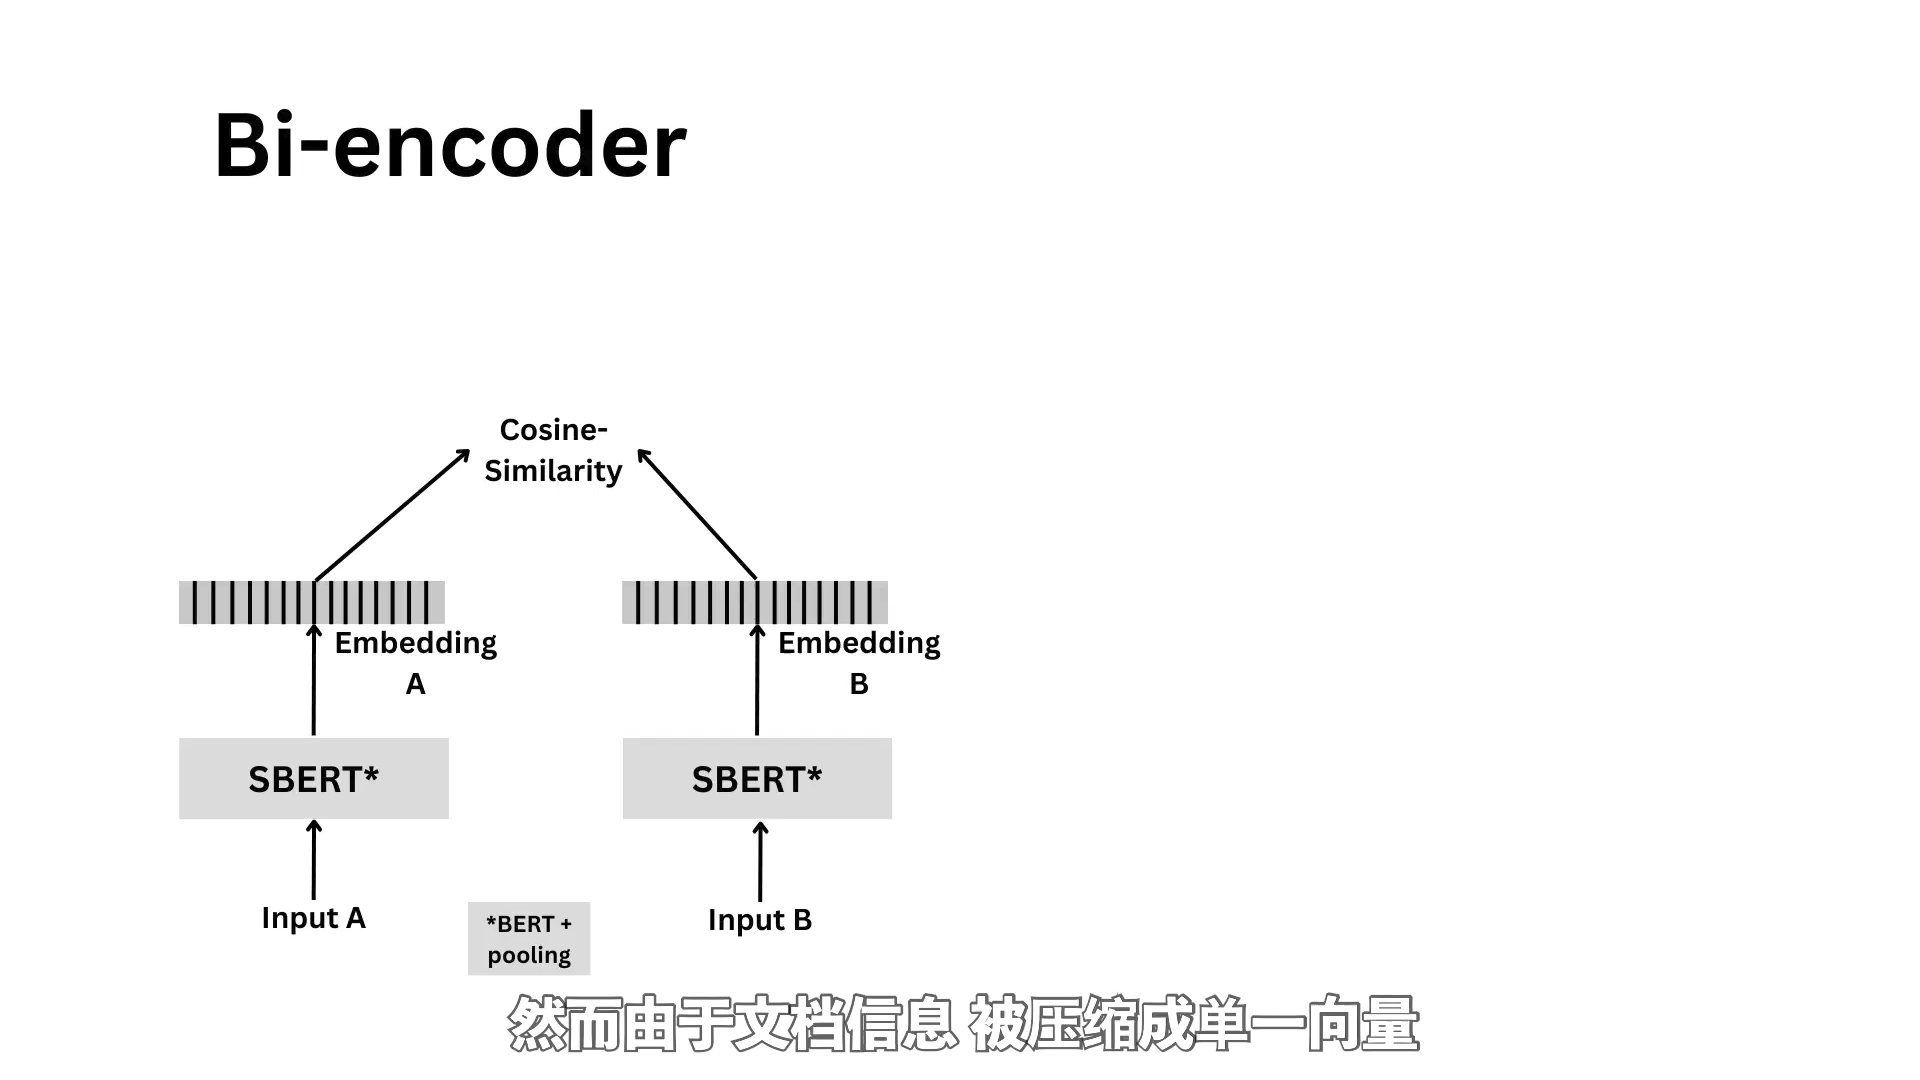 Bi-encoder
Cosine-
Similarity
Embedding
A
Embedding
B
SBERT*
SBERT*
Input A
Input B
*BERT +
pooling
然而由于文档信息 被压缩成单一向量